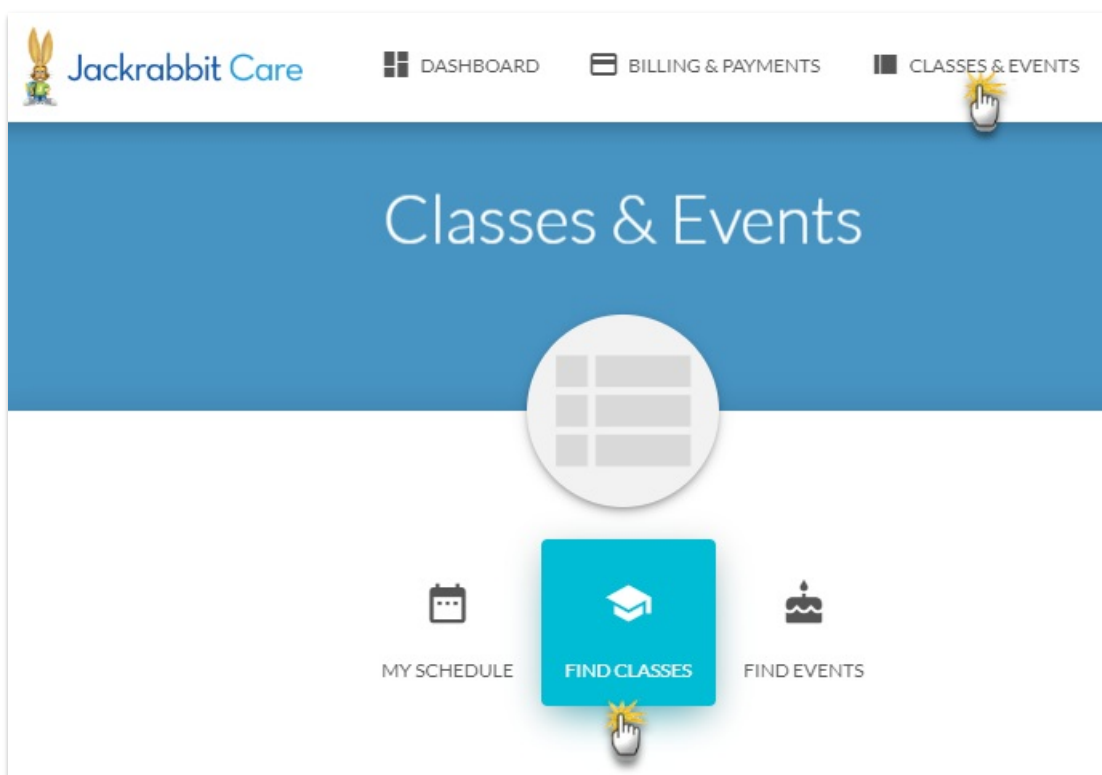 Jackrabbit Care DASHBOARD BILLING & PAYMENTS CLASSES & EVENTS
Classes & Events
MY SCHEDULE FIND CLASSES FIND EVENTS